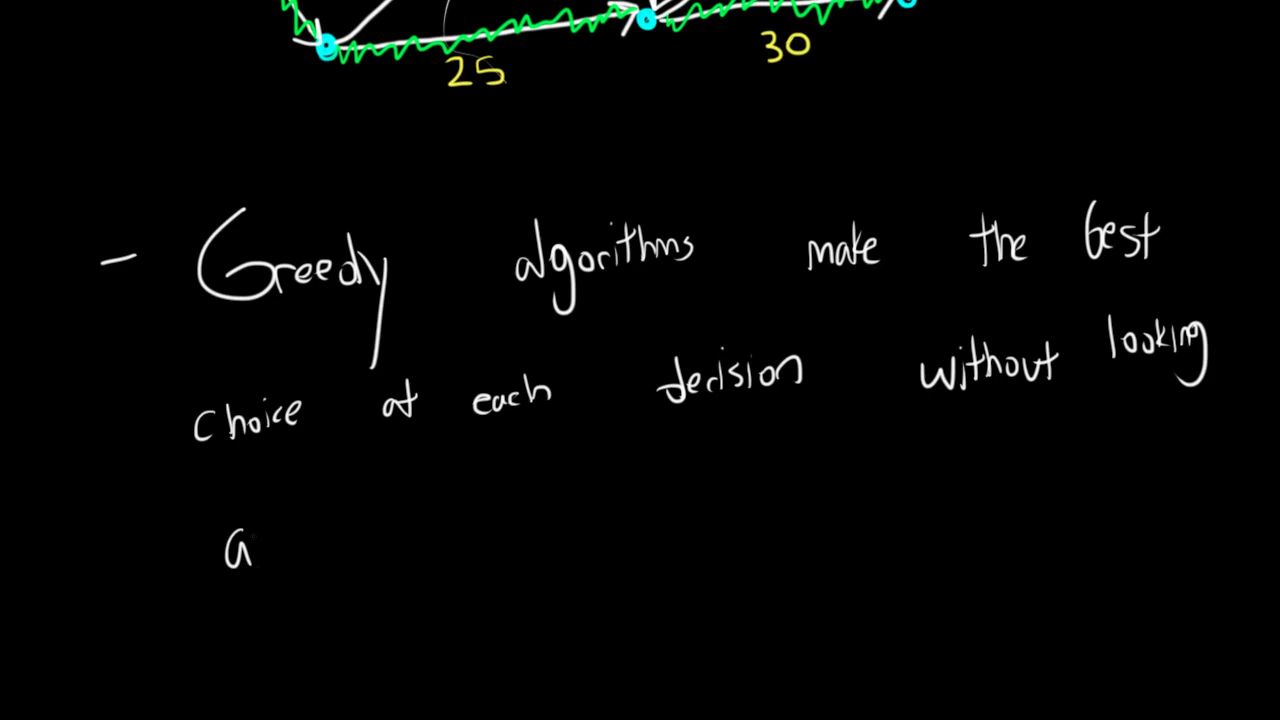 25
30
- Greedy algorithms make the best
choice at each decision without looking
a